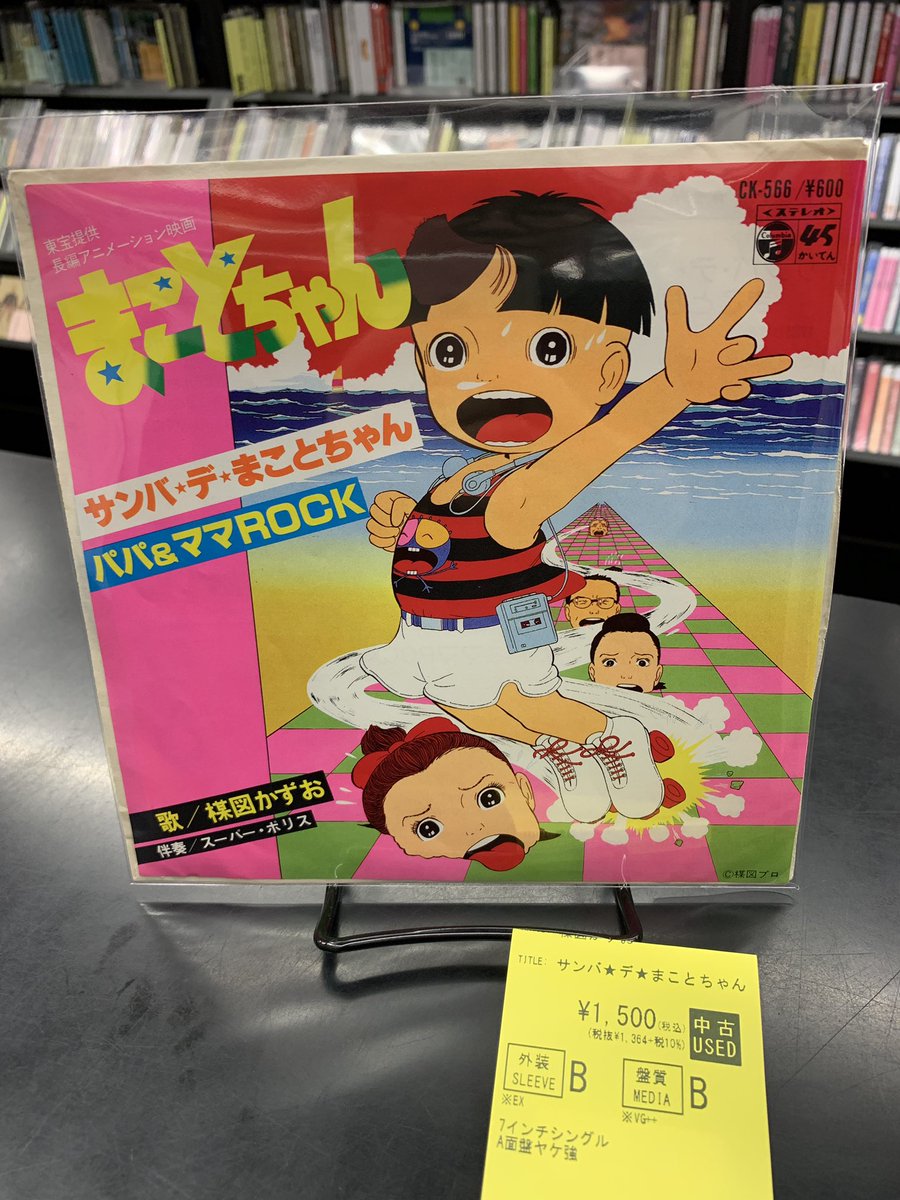 CK-566/¥600
<ステレオ>
Columbia
45
かいてん
東宝提供
長編アニメーション映画
まことちゃん
サンバ★デ★まことちゃん
パパ&ママROCK
歌/楳図かずお
伴奏/スーパー・ポリス
©楳図プロ
TITLE: サンバ★デ★まことちゃん
¥1,500(税込)
(税抜¥1,364+税10%)
中古
USED
外装
SLEEVE
B
※EX
盤質
MEDIA
B
※VG++
7インチシングル
A面盤ヤケ強